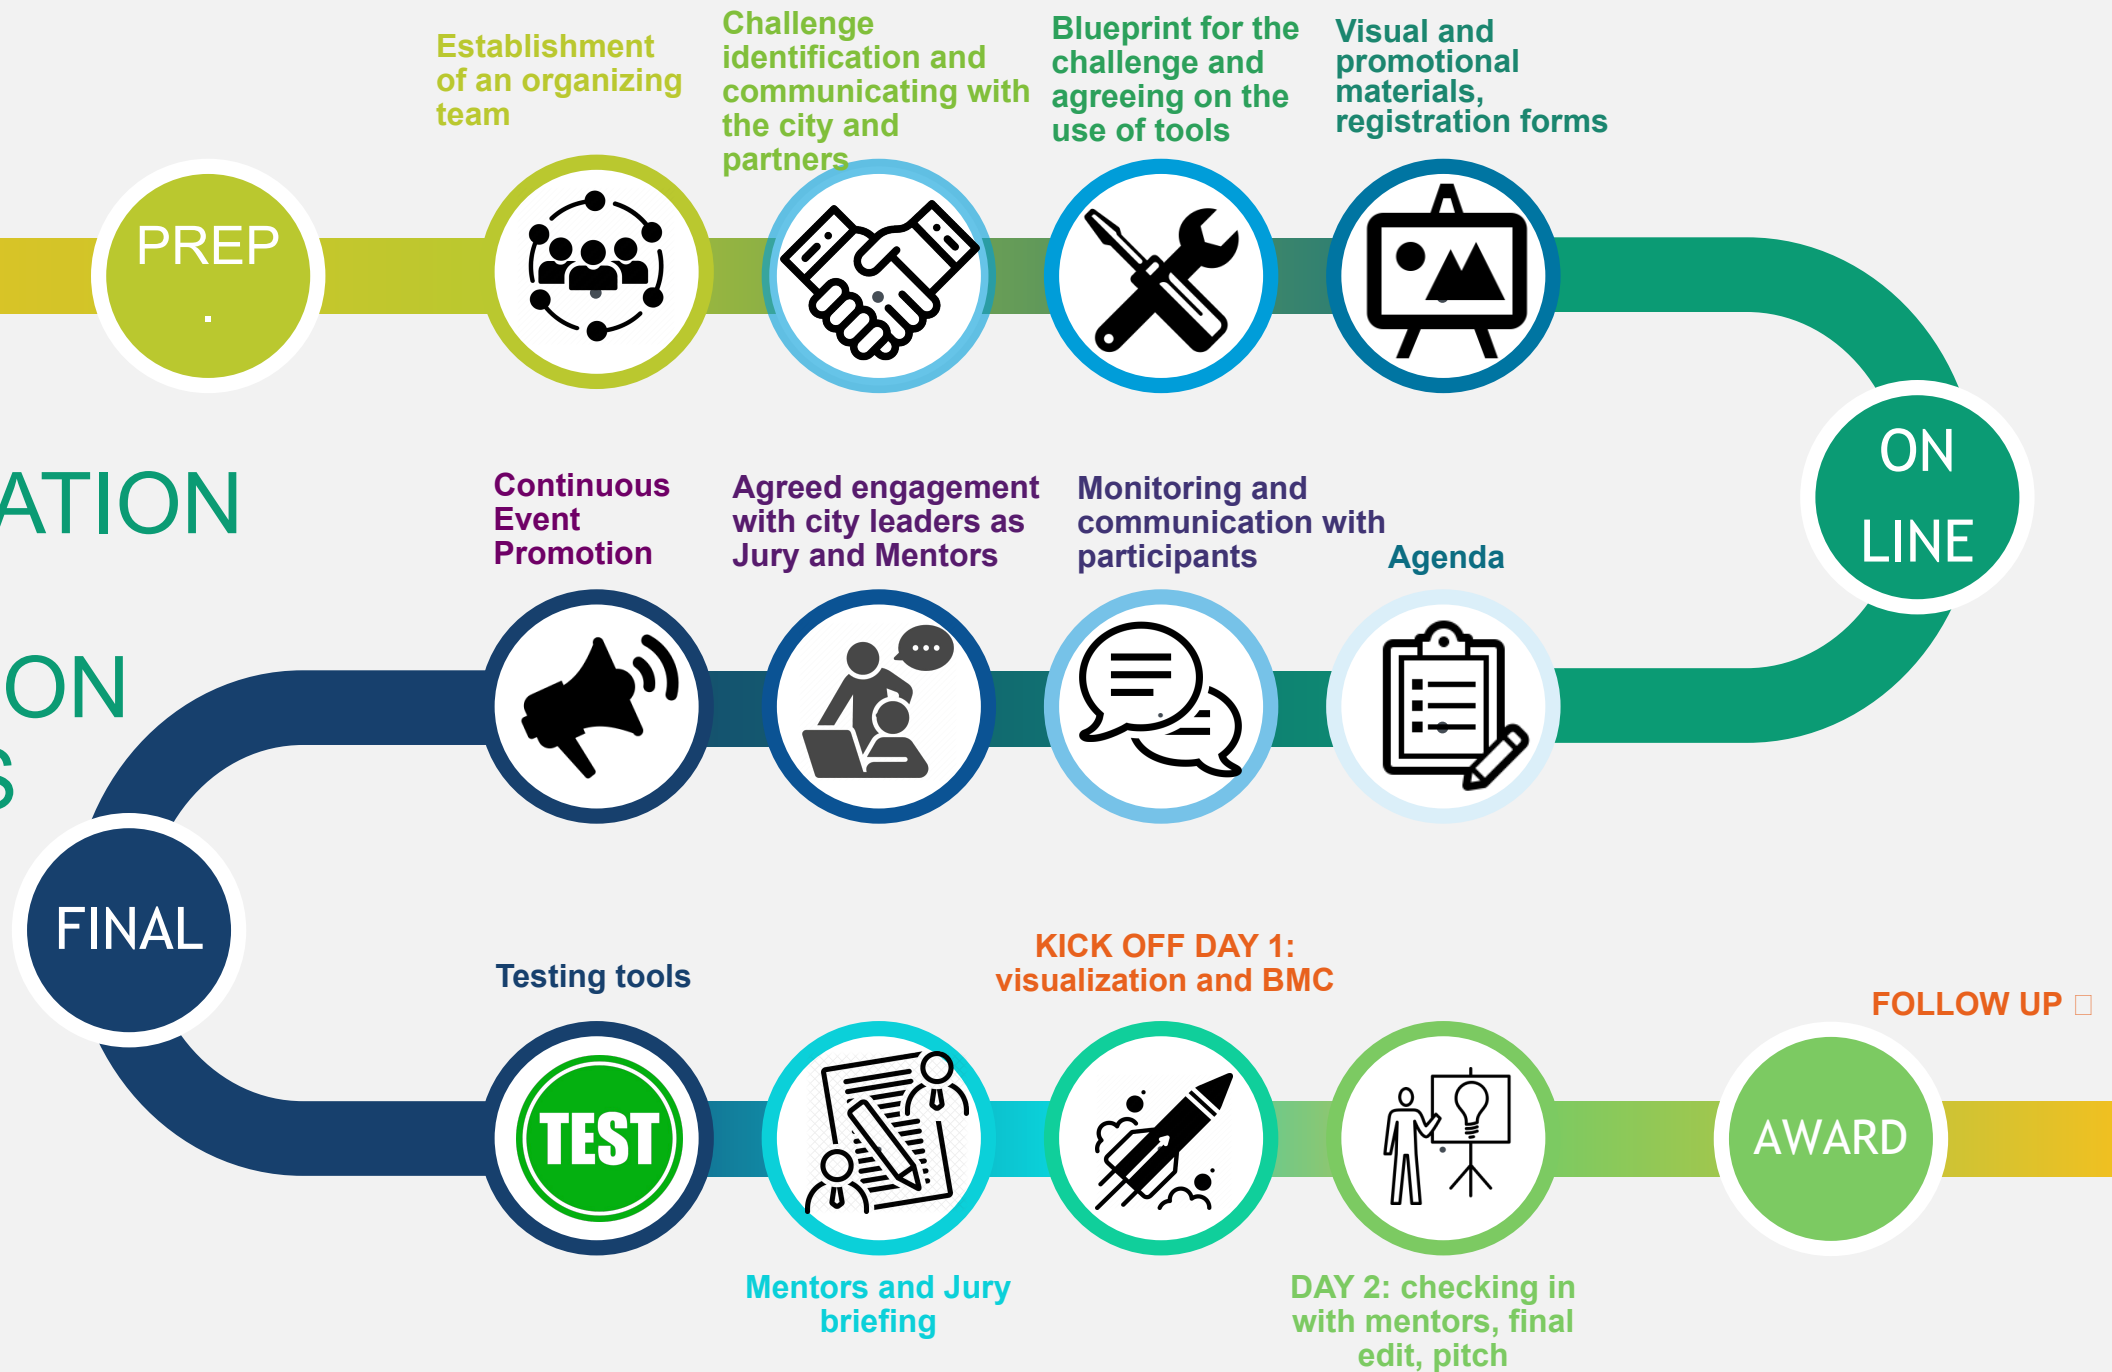 Establishment
of an organizing
team
Challenge
identification and
communicating with
the city and
partners
Blueprint for the
challenge and
agreeing on the
use of tools
Visual and
promotional
materials,
registration forms
PREP
.
ON
LINE
ATION
ON
S
Continuous
Event
Promotion
Agreed engagement
with city leaders as
Jury and Mentors
Monitoring and
communication with
participants
Agenda
FINAL
Testing tools
KICK OFF DAY 1:
visualization and BMC
FOLLOW UP
TEST
AWARD
Mentors and Jury
briefing
DAY 2: checking in
with mentors, final
edit, pitch